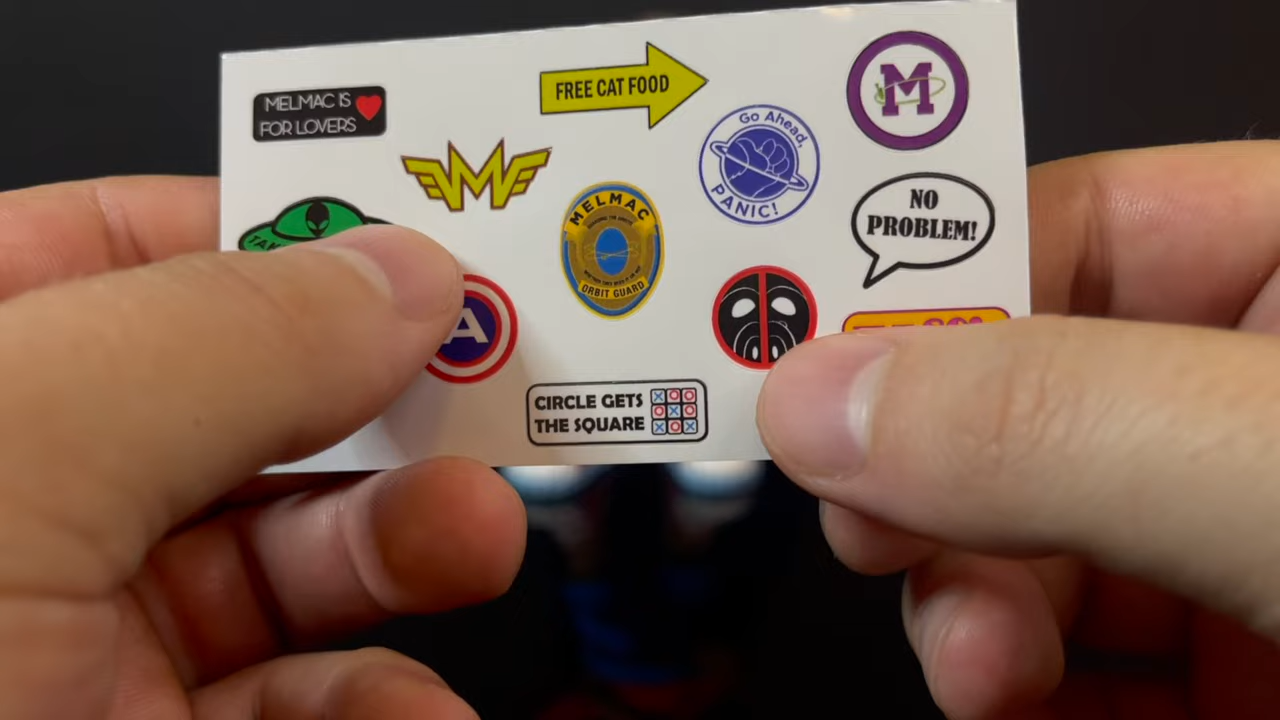 MELMAC IS
FOR LOVERS
FREE CAT FOOD
M
WM
Go Ahead,
PANIC!
MELMAC
ORBIT GUARD
NO
PROBLEM!
A
CIRCLE GETS
THE SQUARE
X O O
O X O
X O X